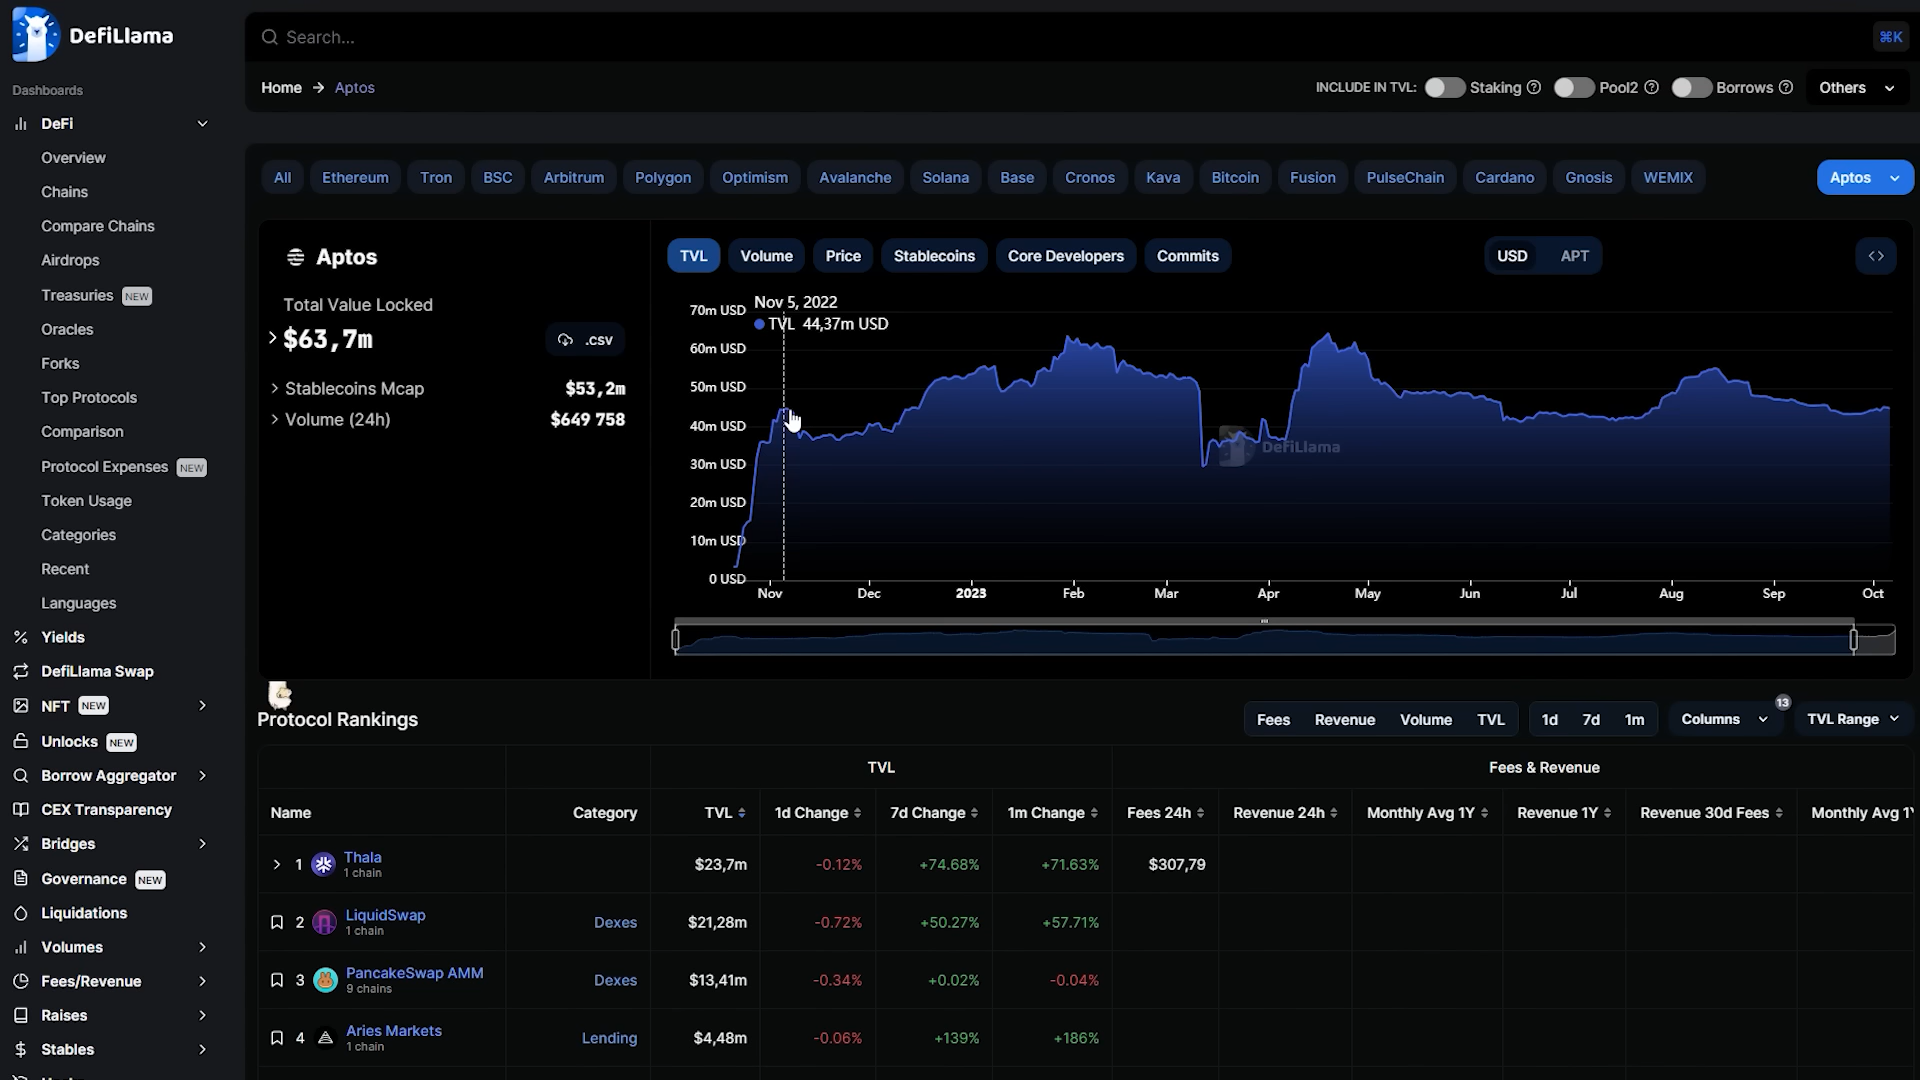 DefiLlama
Search...
⌘K
Dashboards
DeFi
Overview
Chains
Compare Chains
Airdrops
Treasuries NEW
Oracles
Forks
Top Protocols
Comparison
Protocol Expenses NEW
Token Usage
Categories
Recent
Languages
Yields
DefiLlama Swap
NFT NEW
Unlocks NEW
Borrow Aggregator
CEX Transparency
Bridges
Governance NEW
Liquidations
Volumes
Fees/Revenue
Raises
Stables
Home → Aptos
INCLUDE IN TVL: Staking Pool2 Borrows Others
All Ethereum Tron BSC Arbitrum Polygon Optimism Avalanche Solana Base Cronos Kava Bitcoin Fusion PulseChain Cardano Gnosis WEMIX Aptos
Aptos
Total Value Locked
$63,7m .csv
Stablecoins Mcap $53,2m
Volume (24h) $649 758
TVL Volume Price Stablecoins Core Developers Commits USD APT
Nov 5, 2022
TVL 44,37m USD
70m USD
60m USD
50m USD
40m USD
30m USD
20m USD
10m USD
0 USD
DefiLlama
Nov Dec 2023 Feb Mar Apr May Jun Jul Aug Sep Oct
Protocol Rankings
Fees Revenue Volume TVL 1d 7d 1m Columns 13 TVL Range
TVL Fees & Revenue
Name Category TVL 1d Change 7d Change 1m Change Fees 24h Revenue 24h Monthly Avg 1Y Revenue 1Y Revenue 30d Fees Monthly Avg 1Y
1 Thala $23,7m -0.12% +74.68% +71.63% $307,79
1 chain
2 LiquidSwap Dexes $21,28m -0.72% +50.27% +57.71%
1 chain
3 PancakeSwap AMM Dexes $13,41m -0.34% +0.02% -0.04%
9 chains
4 Aries Markets Lending $4,48m -0.06% +139% +186%
1 chain